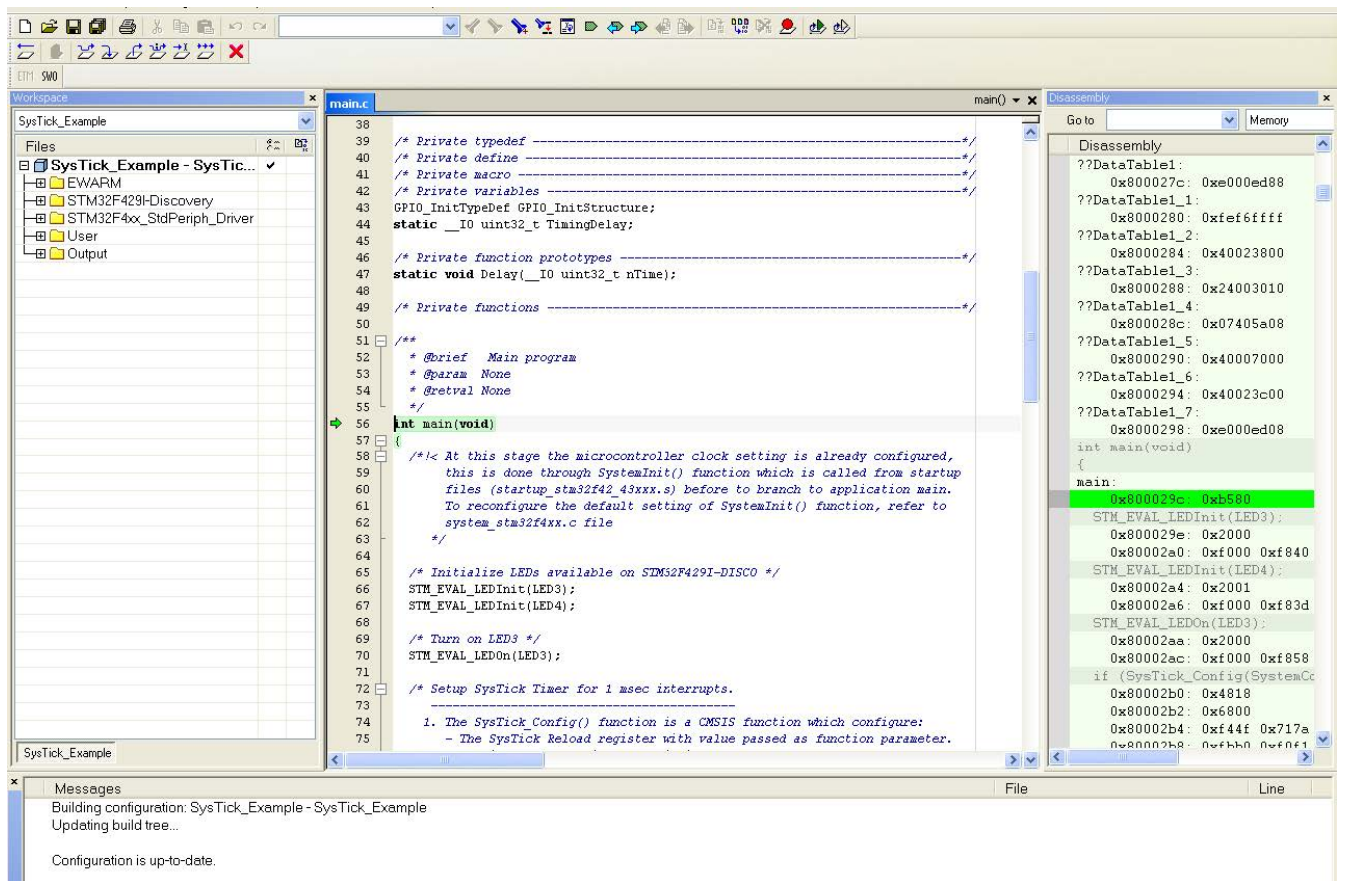 ETM SWO
Workspace
SysTick_Example
Files
SysTick_Example - SysTic...
EWARM
STM32F429I-Discovery
STM32F4xx_StdPeriph_Driver
User
Output
SysTick_Example
main.c
main()
38
39 /* Private typedef -----------------------------------------------------------*/
40 /* Private define ------------------------------------------------------------*/
41 /* Private macro -------------------------------------------------------------*/
42 /* Private variables ---------------------------------------------------------*/
43 GPIO_InitTypeDef GPIO_InitStructure;
44 static __IO uint32_t TimingDelay;
45
46 /* Private function prototypes -----------------------------------------------*/
47 static void Delay(__IO uint32_t nTime);
48
49 /* Private functions ---------------------------------------------------------*/
50
51 /**
52 * @brief Main program
53 * @param None
54 * @retval None
55 */
56 int main(void)
57 {
58 /*!< At this stage the microcontroller clock setting is already configured,
59 this is done through SystemInit() function which is called from startup
60 files (startup_stm32f42_43xxx.s) before to branch to application main.
61 To reconfigure the default setting of SystemInit() function, refer to
62 system_stm32f4xx.c file
63 */
64
65 /* Initialize LEDs available on STM32F429I-DISCO */
66 STM_EVAL_LEDInit(LED3);
67 STM_EVAL_LEDInit(LED4);
68
69 /* Turn on LED3 */
70 STM_EVAL_LEDOn(LED3);
71
72 /* Setup SysTick Timer for 1 msec interrupts.
73 ------------------------------------------
74 1. The SysTick_Config() function is a CMSIS function which configure:
75 - The SysTick Reload register with value passed as function parameter.
Disassembly
Go to Memory
Disassembly
??DataTable1:
0x800027c: 0xe000ed88
??DataTable1_1:
0x8000280: 0xfef6ffff
??DataTable1_2:
0x8000284: 0x40023800
??DataTable1_3:
0x8000288: 0x24003010
??DataTable1_4:
0x800028c: 0x07405a08
??DataTable1_5:
0x8000290: 0x40007000
??DataTable1_6:
0x8000294: 0x40023c00
??DataTable1_7:
0x8000298: 0xe000ed08
int main(void)
{
main:
0x800029c: 0xb580
STM_EVAL_LEDInit(LED3);
0x800029e: 0x2000
0x80002a0: 0xf000 0xf840
STM_EVAL_LEDInit(LED4);
0x80002a4: 0x2001
0x80002a6: 0xf000 0xf83d
STM_EVAL_LEDOn(LED3);
0x80002aa: 0x2000
0x80002ac: 0xf000 0xf858
if (SysTick_Config(SystemCo
0x80002b0: 0x4818
0x80002b2: 0x6800
0x80002b4: 0xf44f 0x717a
0x80002b8: 0xfbb0 0xf0f1
Messages File Line
Building configuration: SysTick_Example - SysTick_Example
Updating build tree...
Configuration is up-to-date.